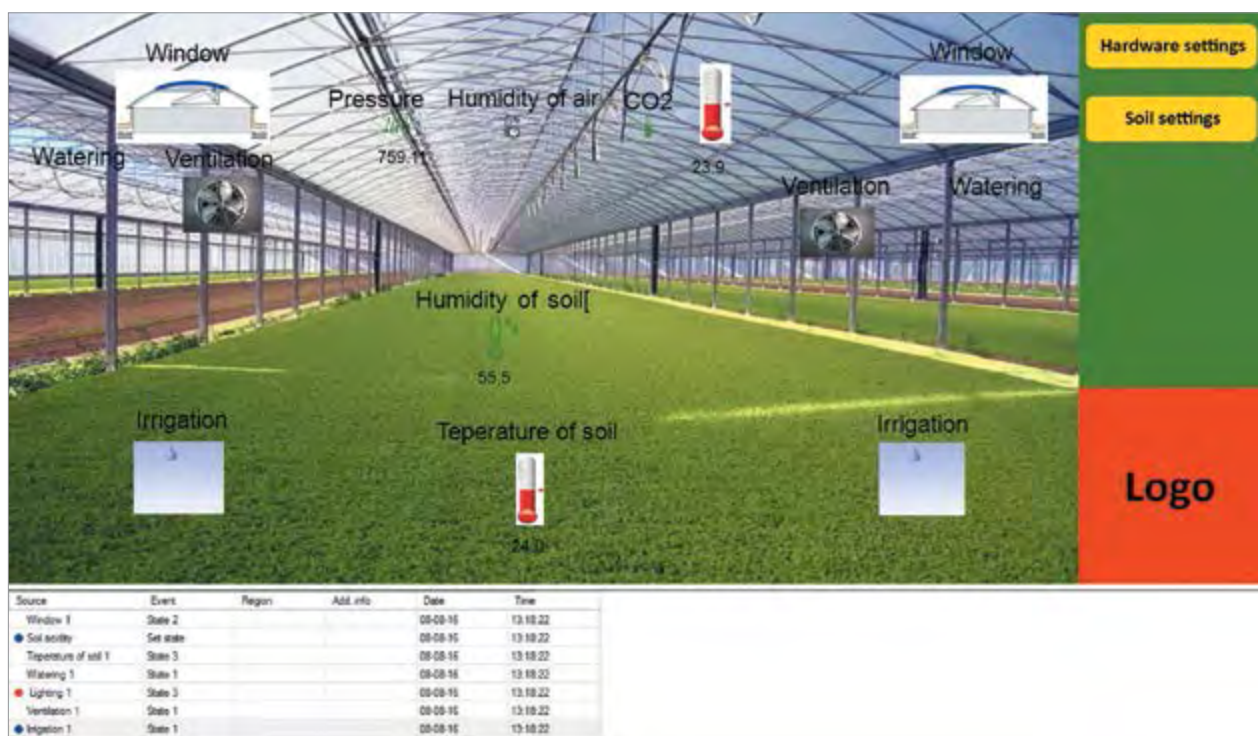 Window
Window
Hardware settings
Pressure
Humidity of air
CO2
Soil settings
759.11
23.9
Watering
Ventilation
Ventilation
Watering
Humidity of soil[
55.5
Irrigation
Teperature of soil
Irrigation
24.0
Logo
Source Event Region Add. info Date Time
Window 1 State 2 08-08-16 13:18:22
Soil acidity Set state 08-08-16 13:18:22
Teperature of soil 1 State 3 08-08-16 13:18:22
Watering 1 State 1 08-08-16 13:18:22
Lighting 1 State 3 08-08-16 13:18:22
Ventilation 1 State 1 08-08-16 13:18:22
Irrigation 1 State 1 08-08-16 13:18:22